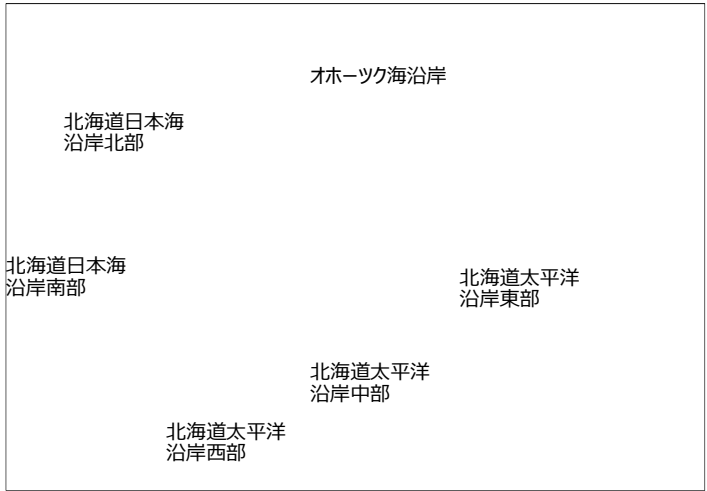 オホーツク海沿岸
北海道日本海
沿岸北部
北海道日本海
沿岸南部
北海道太平洋
沿岸東部
北海道太平洋
沿岸中部
北海道太平洋
沿岸西部